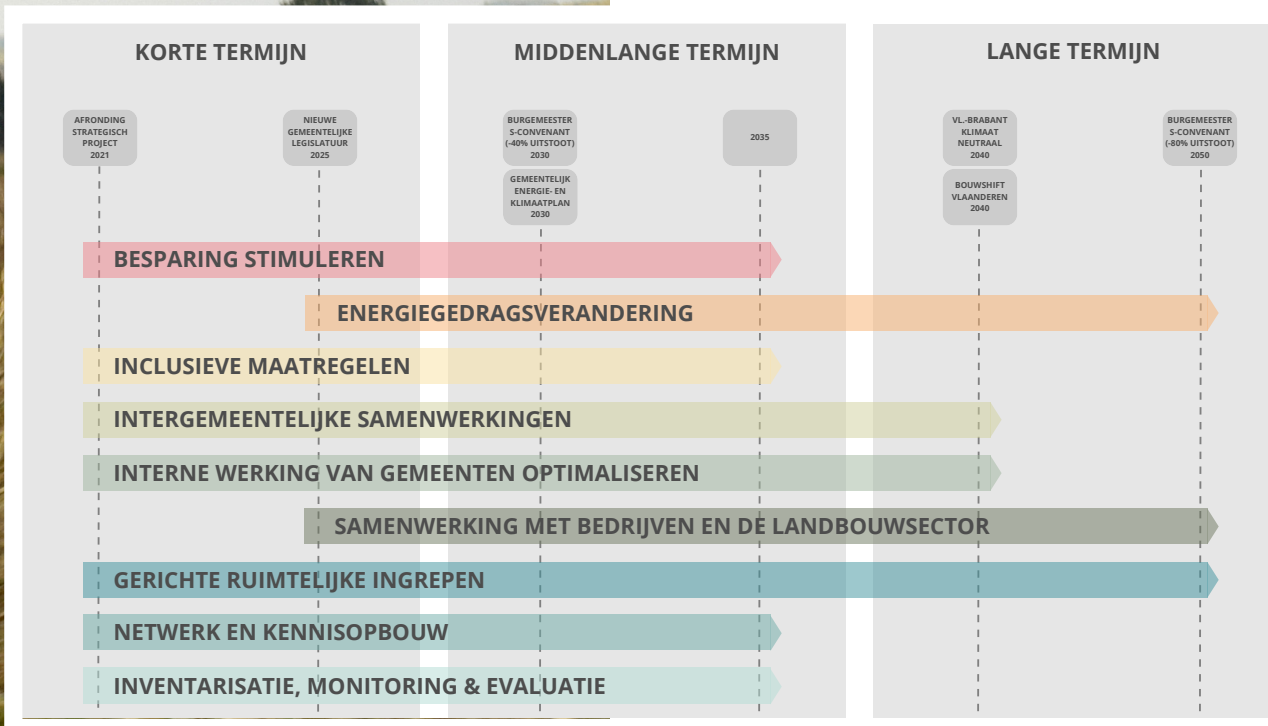 KORTE TERMIJN
MIDDENLANGE TERMIJN
LANGE TERMIJN
AFRONDING
STRATEGISCH
PROJECT
2021
NIEUWE
GEMEENTELIJKE
LEGISLATUUR
2025
BURGEMEESTER
S-CONVENANT
(-40% UITSTOOT)
2030
GEMEENTELIJK
ENERGIE- EN
KLIMAATPLAN
2030
2035
VL.-BRABANT
KLIMAAT
NEUTRAAL
2040
BOUWSHIFT
VLAANDEREN
2040
BURGEMEESTER
S-CONVENANT
(-80% UITSTOOT)
2050
BESPARING STIMULEREN
ENERGIEGEDRAGSVERANDERING
INCLUSIEVE MAATREGELEN
INTERGEMEENTELIJKE SAMENWERKINGEN
INTERNE WERKING VAN GEMEENTEN OPTIMALISEREN
SAMENWERKING MET BEDRIJVEN EN DE LANDBOUWSECTOR
GERICHTE RUIMTELIJKE INGREPEN
NETWERK EN KENNISOPBOUW
INVENTARISATIE, MONITORING & EVALUATIE